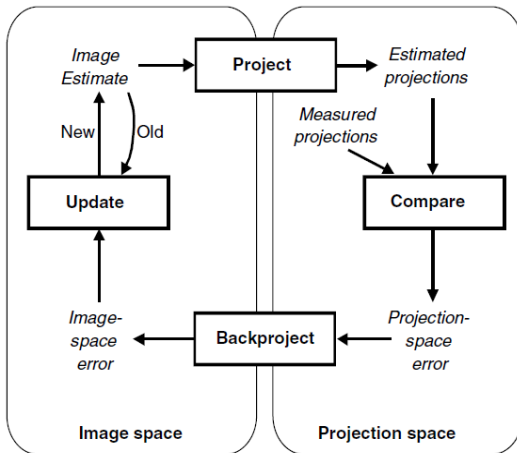 Image
Estimate
Project
Estimated
projections
Measured
projections
New
Old
Update
Compare
Image-
space
error
Backproject
Projection-
space
error
Image space
Projection space